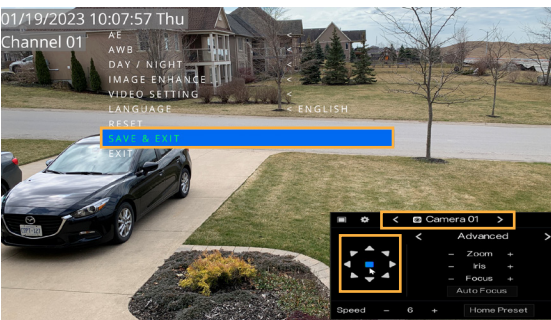 01/19/2023 10:07:57 Thu
Channel 01
AE <
AWB <
DAY / NIGHT <
IMAGE ENHANCE <
VIDEO SETTING <
LANGUAGE < ENGLISH
RESET
SAVE & EXIT
EXIT
< Camera 01 >
< Advanced >
- Zoom +
- Iris +
- Focus +
Auto Focus
Speed - 6 + Home Preset